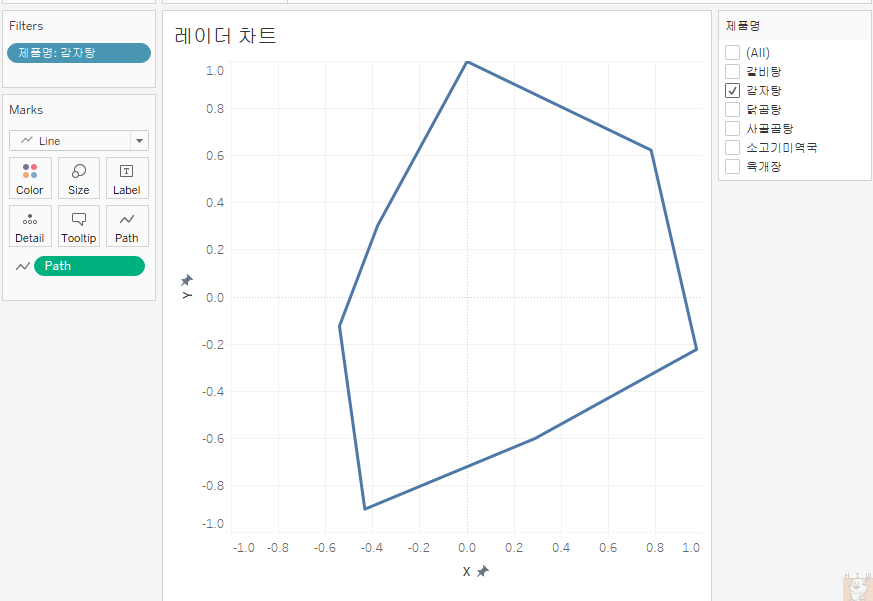 Filters
제품명: 감자탕
Marks
Line
Color
Size
Label
Detail
Tooltip
Path
Path
레이더 차트
1.0
0.8
0.6
0.4
0.2
0.0
-0.2
-0.4
-0.6
-0.8
-1.0
Y
-1.0 -0.8 -0.6 -0.4 -0.2 0.0 0.2 0.4 0.6 0.8 1.0
X
제품명
(All)
갈비탕
감자탕
닭곰탕
사골곰탕
소고기미역국
육개장